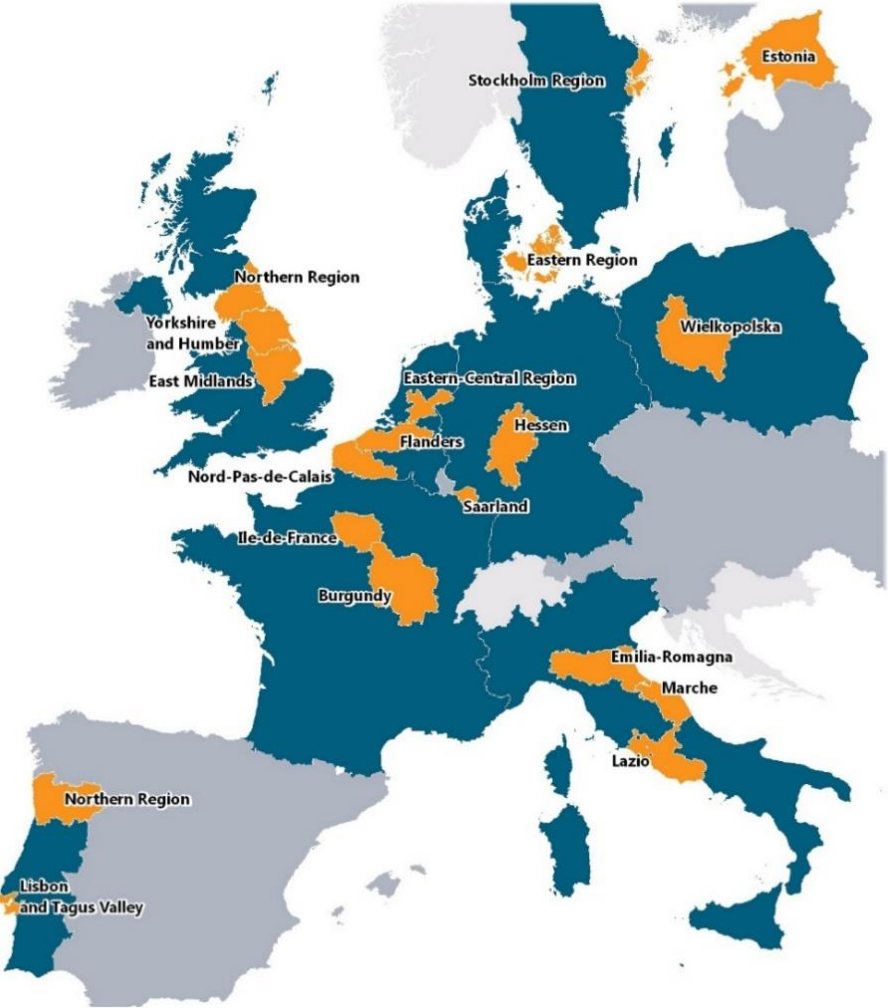 Estonia
Stockholm Region
Eastern Region
Northern Region
Yorkshire
and Humber
Wielkopolska
East Midlands
Eastern-Central Region
Hessen
Flanders
Nord-Pas-de-Calais
Saarland
Ile-de-France
Burgundy
Emilia-Romagna
Marche
Lazio
Northern Region
Lisbon
and Tagus Valley